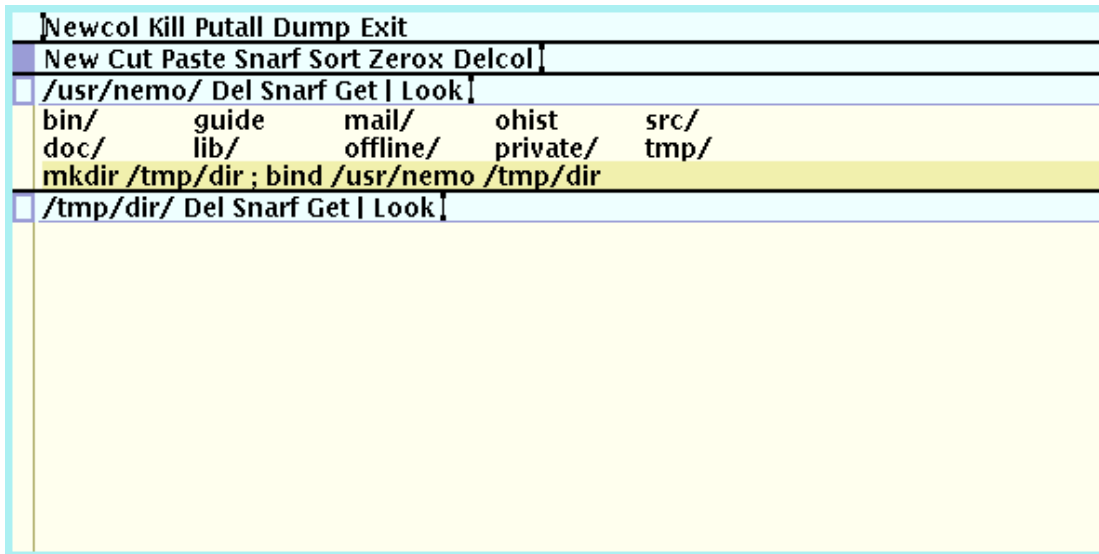 Newcol Kill Putall Dump Exit
New Cut Paste Snarf Sort Zerox Delcol
/usr/nemo/ Del Snarf Get | Look
bin/ guide mail/ ohist src/
doc/ lib/ offline/ private/ tmp/
mkdir /tmp/dir ; bind /usr/nemo /tmp/dir
/tmp/dir/ Del Snarf Get | Look